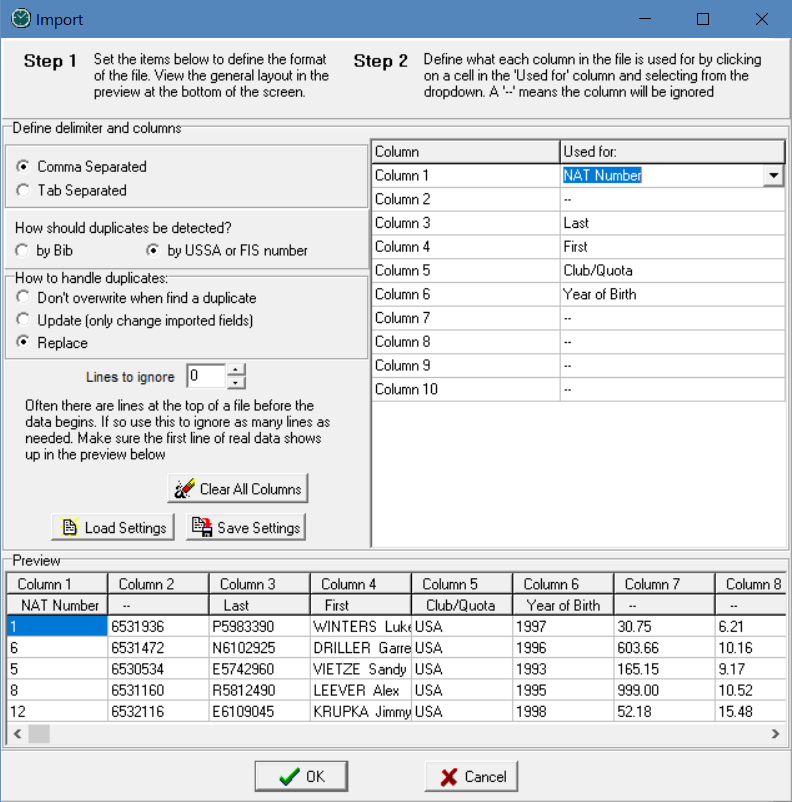 Import
Step 1
Set the items below to define the format
of the file. View the general layout in the
preview at the bottom of the screen.
Step 2
Define what each column in the file is used for by clicking
on a cell in the 'Used for' column and selecting from the
dropdown. A '--' means the column will be ignored
Define delimiter and columns
Comma Separated
Tab Separated
How should duplicates be detected?
by Bib by USSA or FIS number
How to handle duplicates:
Don't overwrite when find a duplicate
Update (only change imported fields)
Replace
Lines to ignore 0
Often there are lines at the top of a file before the
data begins. If so use this to ignore as many lines as
needed. Make sure the first line of real data shows
up in the preview below
Clear All Columns
Load Settings Save Settings
Column Used for:
Column 1 NAT Number
Column 2 --
Column 3 Last
Column 4 First
Column 5 Club/Quota
Column 6 Year of Birth
Column 7 --
Column 8 --
Column 9 --
Column 10 --
Preview
Column 1 Column 2 Column 3 Column 4 Column 5 Column 6 Column 7 Column 8
NAT Number -- Last First Club/Quota Year of Birth -- --
1 6531936 P5983390 WINTERS Luke USA 1997 30.75 6.21
6 6531472 N6102925 DRILLER Garre USA 1996 603.66 10.16
5 6530534 E5742960 VIETZE Sandy USA 1993 165.15 9.17
8 6531160 R5812490 LEEVER Alex USA 1995 999.00 10.52
12 6532116 E6109045 KRUPKA Jimmy USA 1998 52.18 15.48
OK Cancel